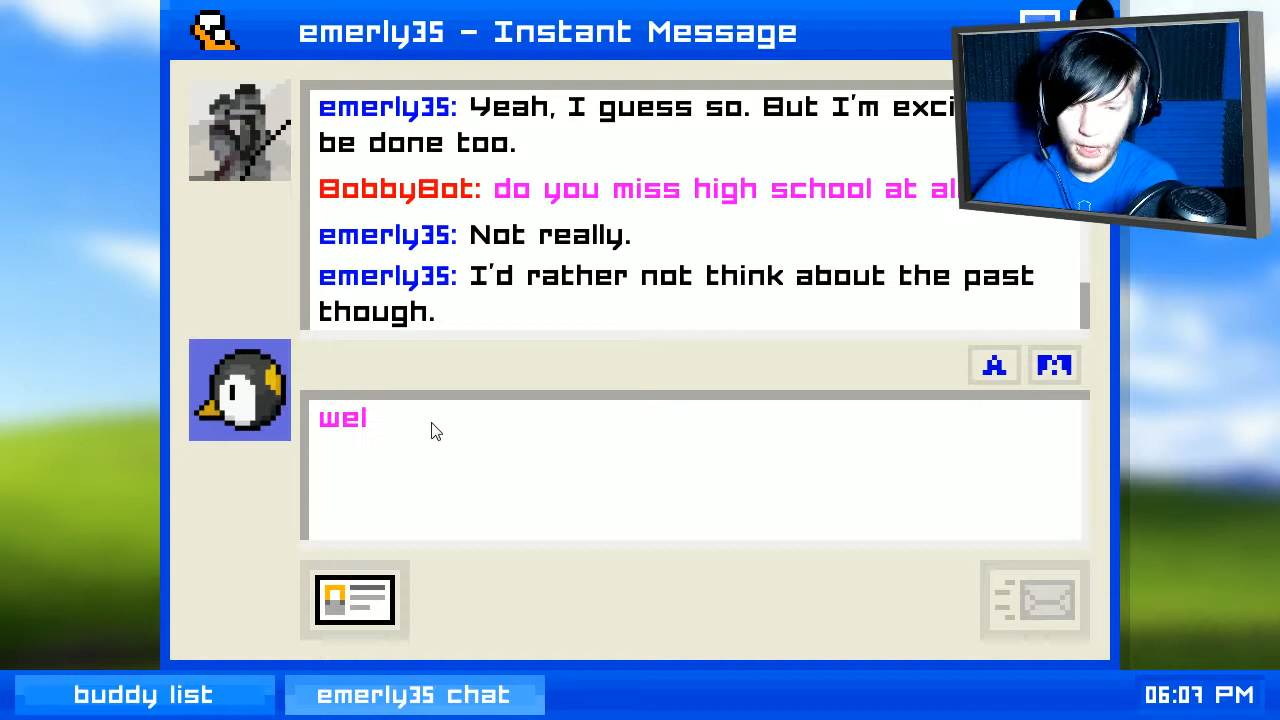 emerly35 - Instant Message
emerly35: Yeah, I guess so. But I'm exci
be done too.
BobbyBot: do you miss high school at al
emerly35: Not really.
emerly35: I'd rather not think about the past
though.
A
wel
buddy list
emerly35 chat
06:07 PM